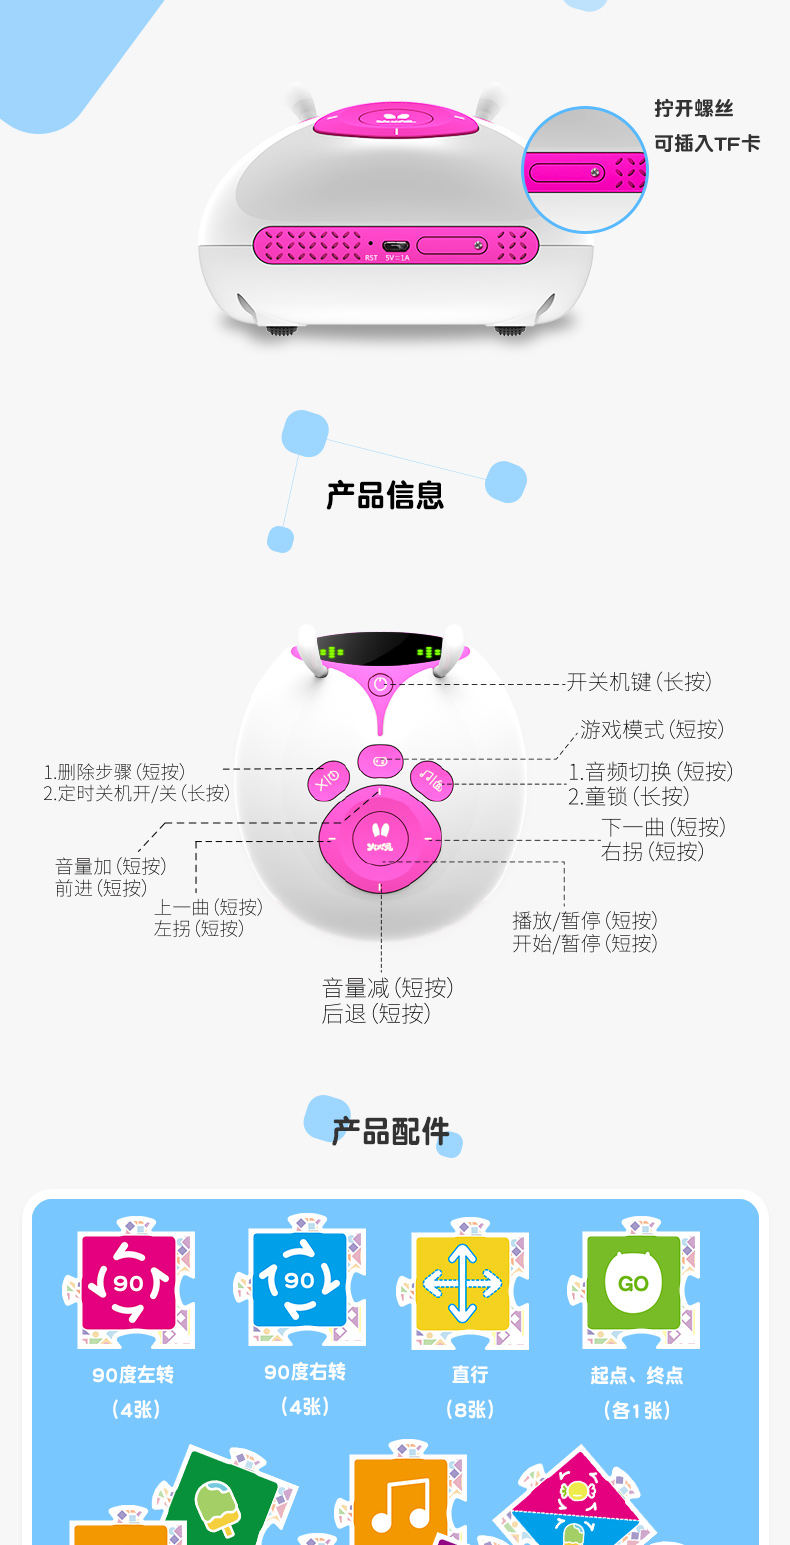 拧开螺丝
可插入TF卡
RST 5V⎓1A
产品信息
开关机键(长按)
游戏模式(短按)
1.删除步骤(短按)
2.定时关机开/关(长按)
1.音频切换(短按)
2.童锁(长按)
下一曲(短按)
右拐(短按)
音量加(短按)
前进(短按)
上一曲(短按)
左拐(短按)
播放/暂停(短按)
开始/暂停(短按)
音量减(短按)
后退(短按)
产品配件
90
90
GO
90度左转
(4张)
90度右转
(4张)
直行
(8张)
起点、终点
(各1张)